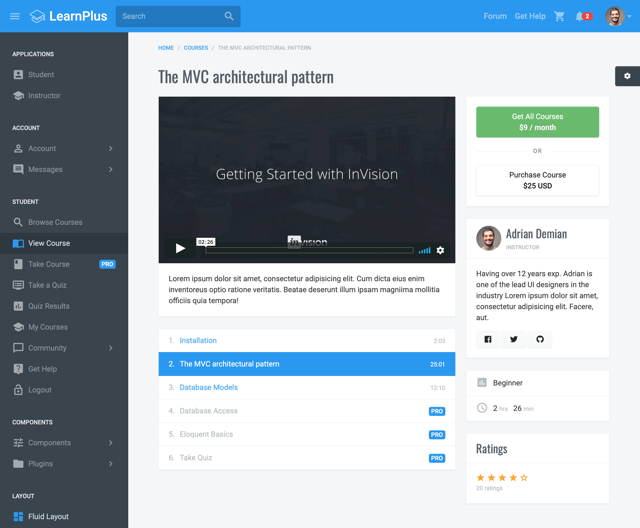 LearnPlus
Search
Forum
Get Help
2
APPLICATIONS
Student
Instructor
ACCOUNT
Account
Messages
STUDENT
Browse Courses
View Course
Take Course PRO
Take a Quiz
Quiz Results
My Courses
Community
Get Help
Logout
COMPONENTS
Components
Plugins
LAYOUT
Fluid Layout
HOME / COURSES / THE MVC ARCHITECTURAL PATTERN
The MVC architectural pattern
Getting Started with InVision
02:26
invision
Lorem ipsum dolor sit amet, consectetur adipisicing elit. Cum dicta eius enim
inventoreus optio ratione veritatis. Beatae deserunt illum ipsam magniima mollitia
officiis quia tempora!
1. Installation 2:03
2. The MVC architectural pattern 25:01
3. Database Models 12:10
4. Database Access PRO
5. Eloquent Basics PRO
6. Take Quiz PRO
Get All Courses
$9 / month
OR
Purchase Course
$25 USD
Adrian Demian
INSTRUCTOR
Having over 12 years exp. Adrian is
one of the lead UI designers in the
industry Lorem ipsum dolor sit amet,
consectetur adipisicing elit. Facere,
aut.
Beginner
2 hrs 26 min
Ratings
20 ratings